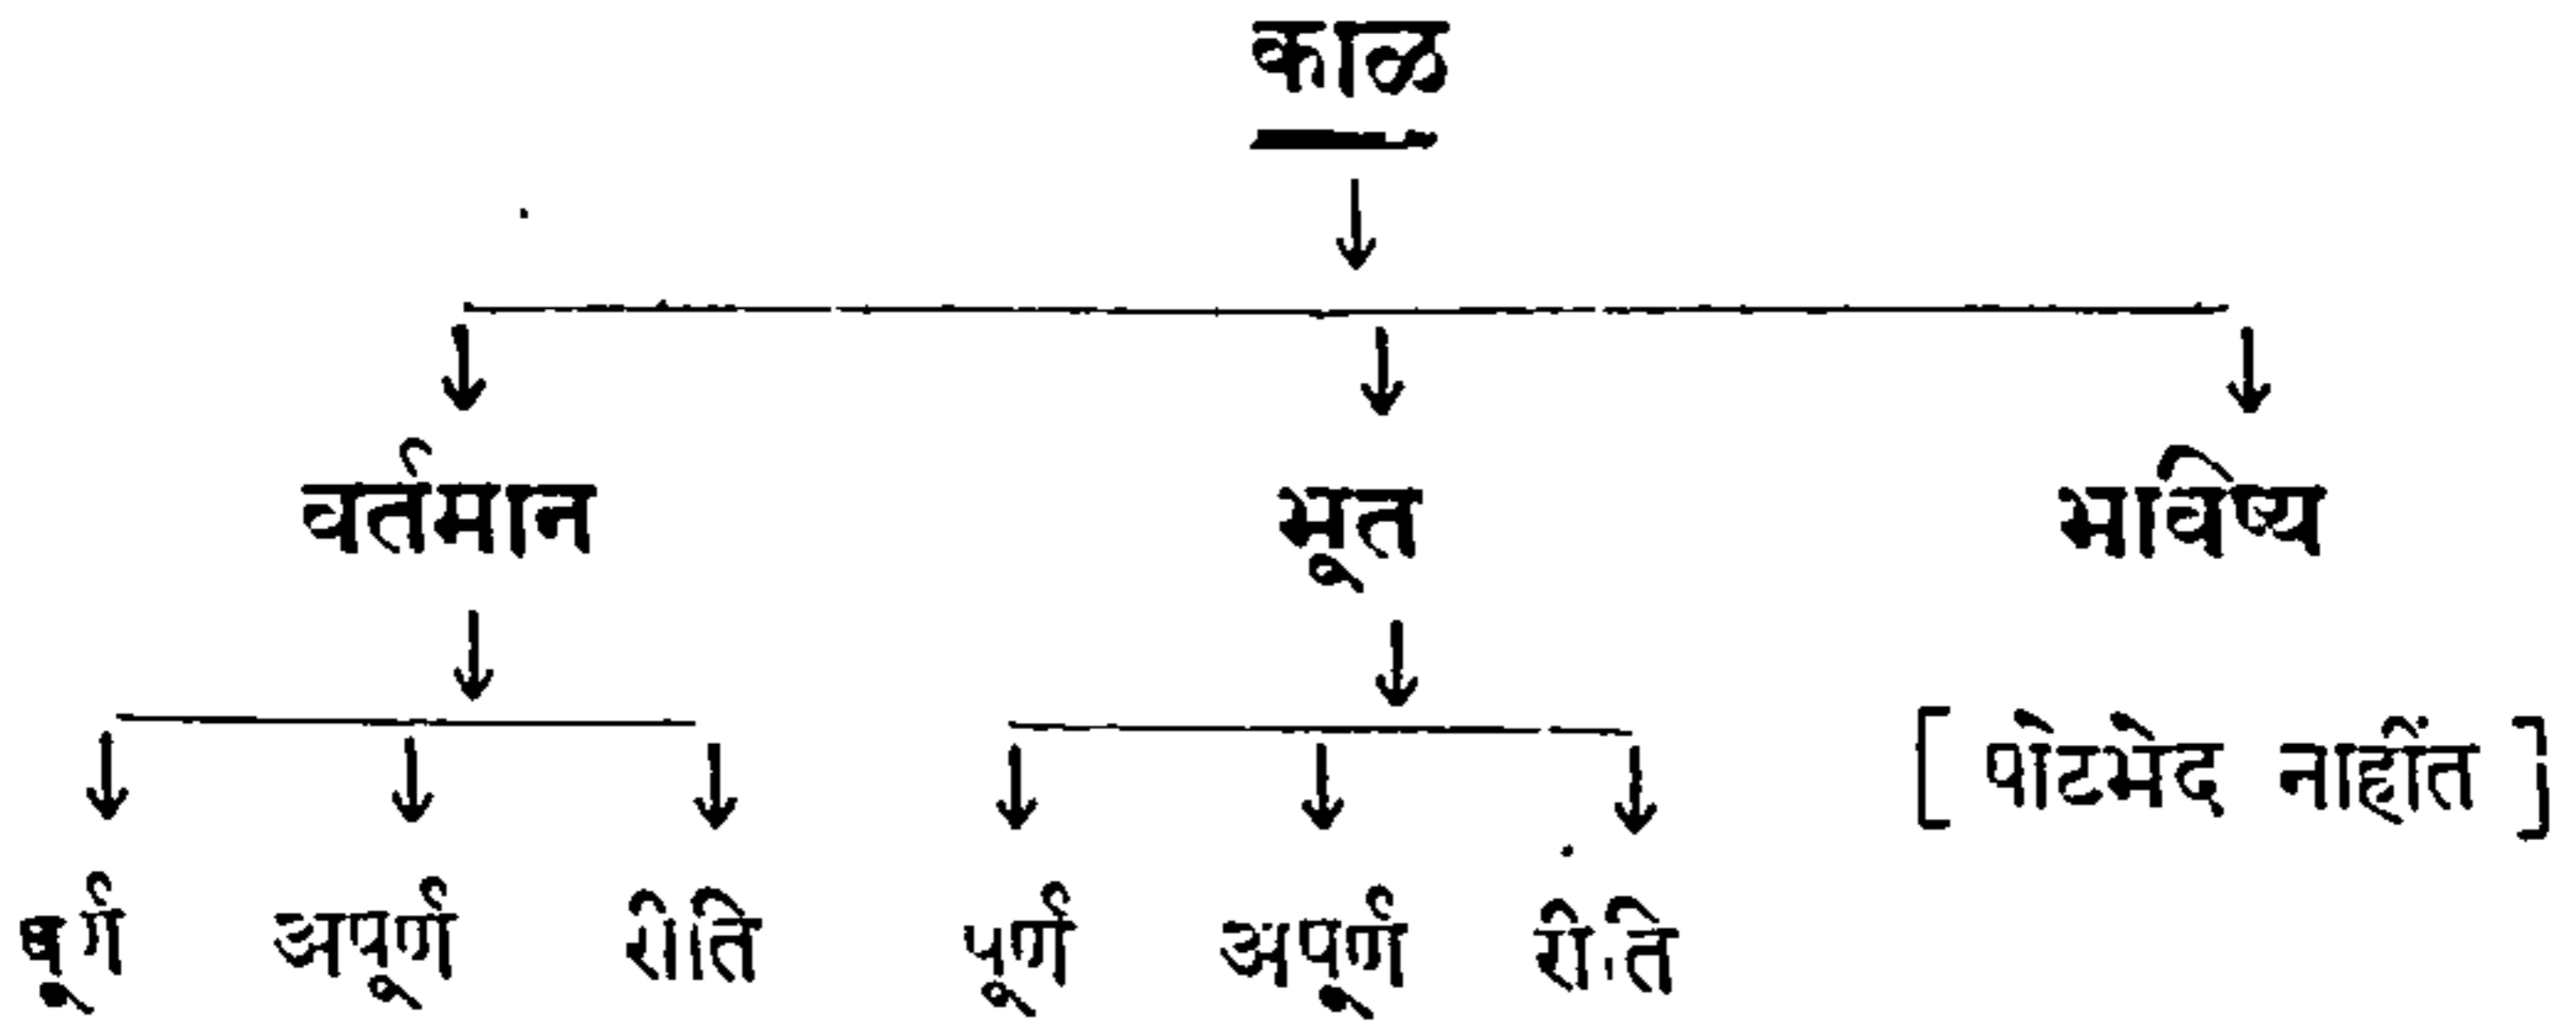 काळ
वर्तमान भूत भविष्य
[ पोटभेद नाहींत ]
पूर्ण अपूर्ण रीति पूर्ण अपूर्ण रीति